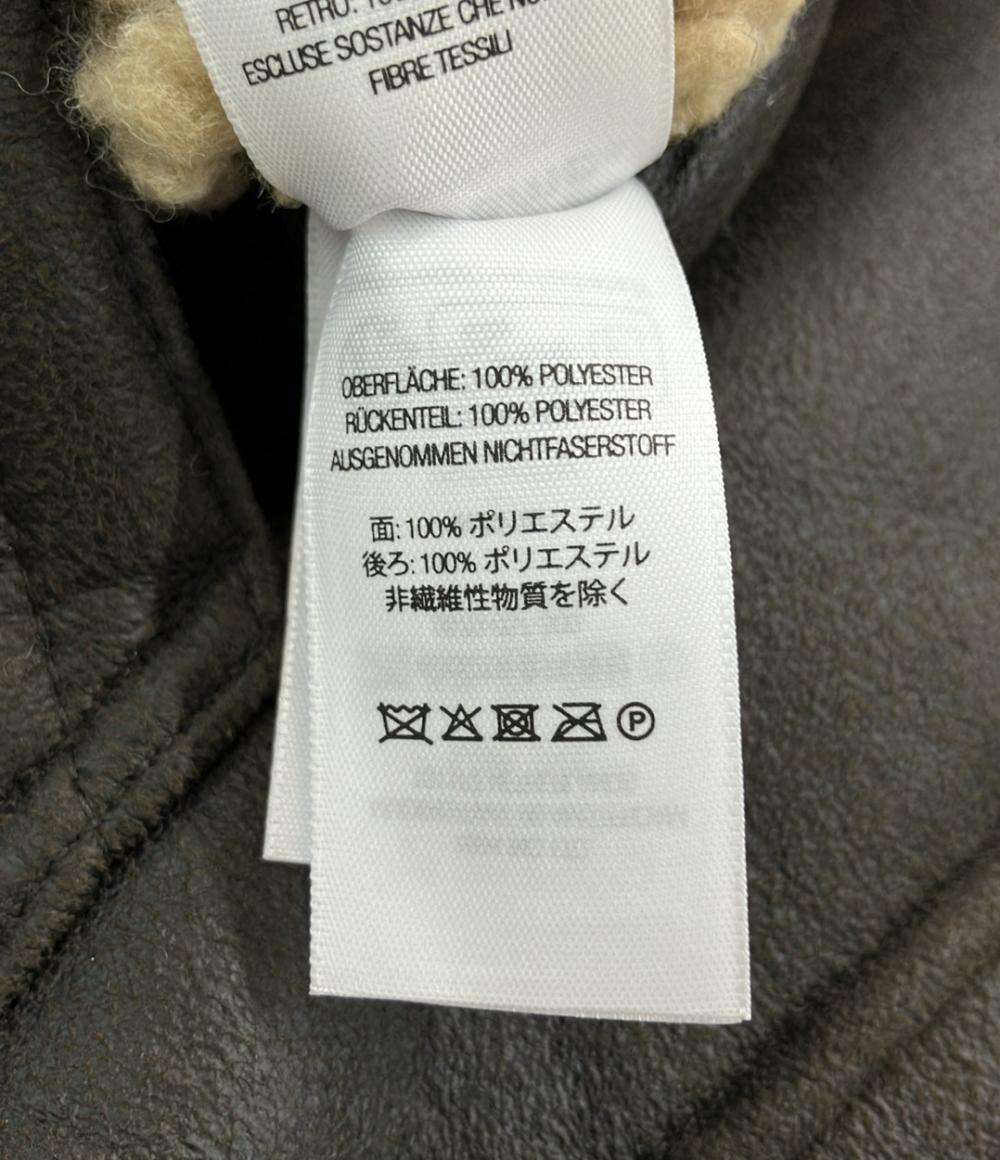 RETRO:
ESCLUSE SOSTANZE CHE
FIBRE TESSILI
OBERFLÄCHE: 100% POLYESTER
RÜCKENTEIL: 100% POLYESTER
AUSGENOMMEN NICHTFASERSTOFF
面: 100% ポリエステル
後ろ: 100% ポリエステル
非繊維性物質を除く
P